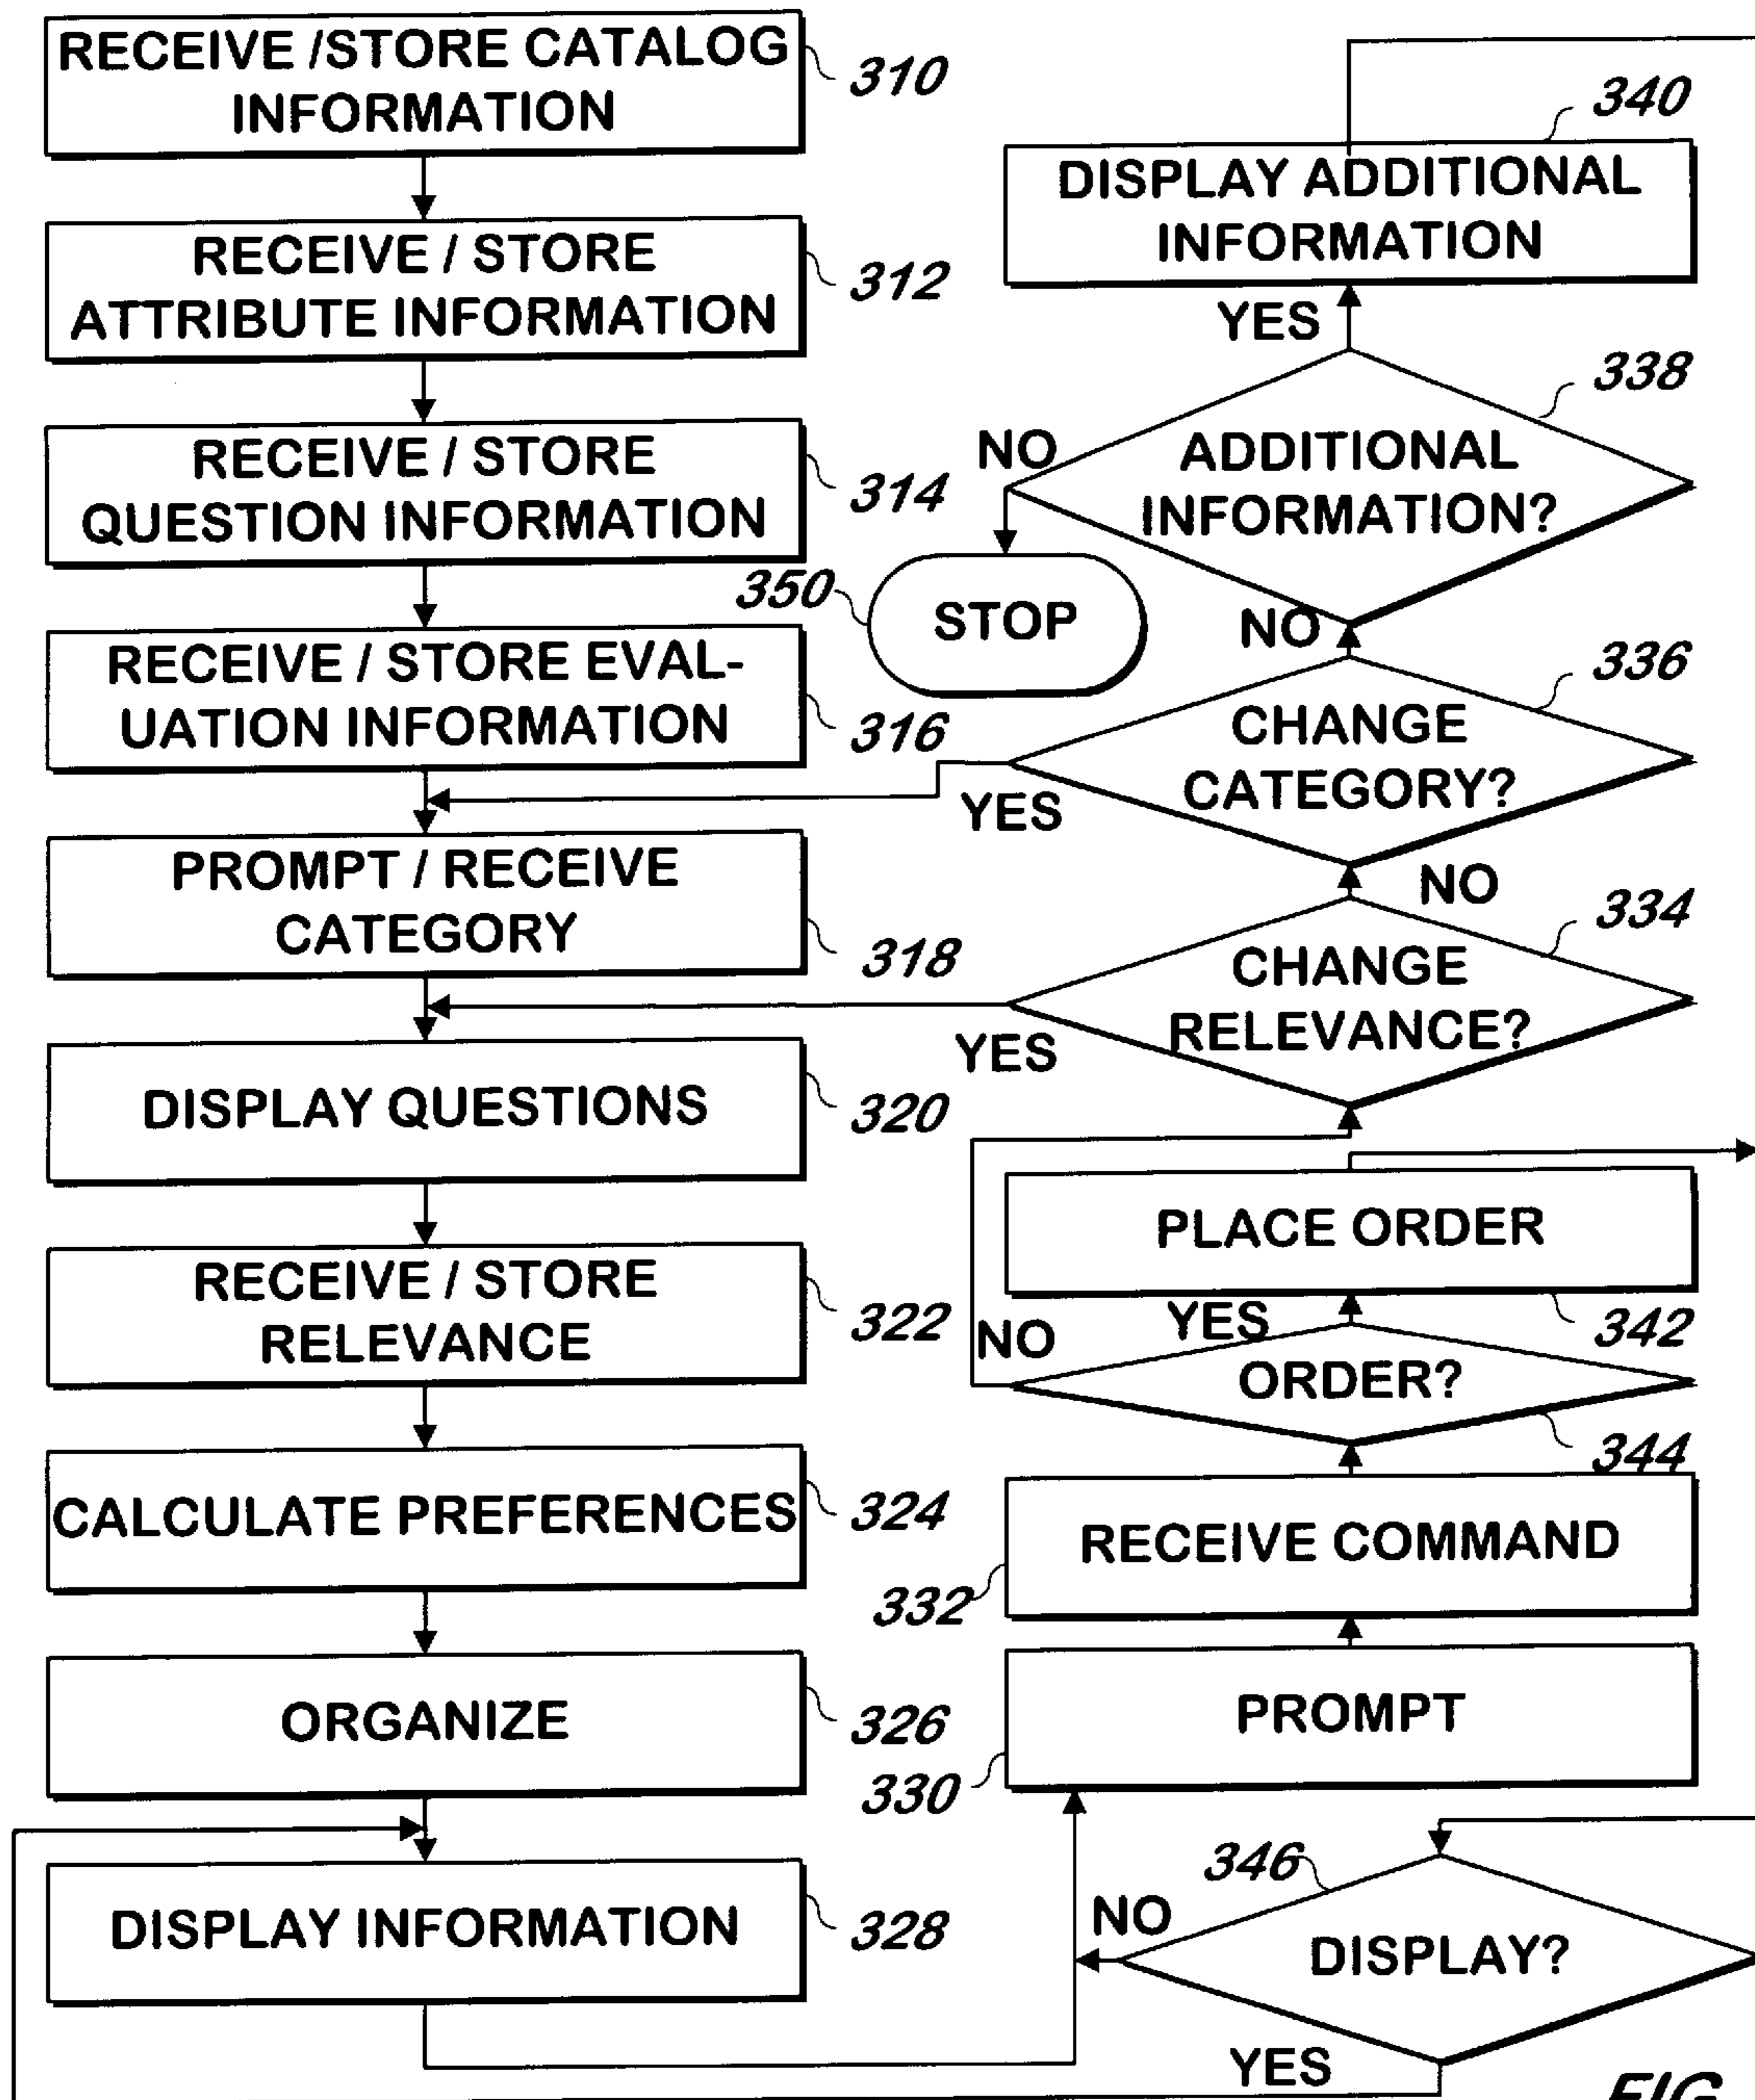 RECEIVE /STORE CATALOG
INFORMATION
310
RECEIVE / STORE
ATTRIBUTE INFORMATION
312
RECEIVE / STORE
QUESTION INFORMATION
314
RECEIVE / STORE EVAL-
UATION INFORMATION
316
PROMPT / RECEIVE
CATEGORY
318
DISPLAY QUESTIONS
320
RECEIVE / STORE
RELEVANCE
322
CALCULATE PREFERENCES
324
ORGANIZE
326
DISPLAY INFORMATION
328
340
DISPLAY ADDITIONAL
INFORMATION
YES
338
NO
ADDITIONAL
INFORMATION?
350
STOP
NO
336
CHANGE
CATEGORY?
YES
NO
334
CHANGE
RELEVANCE?
YES
PLACE ORDER
342
YES
NO
ORDER?
344
RECEIVE COMMAND
332
PROMPT
330
346
NO
DISPLAY?
YES
FIG